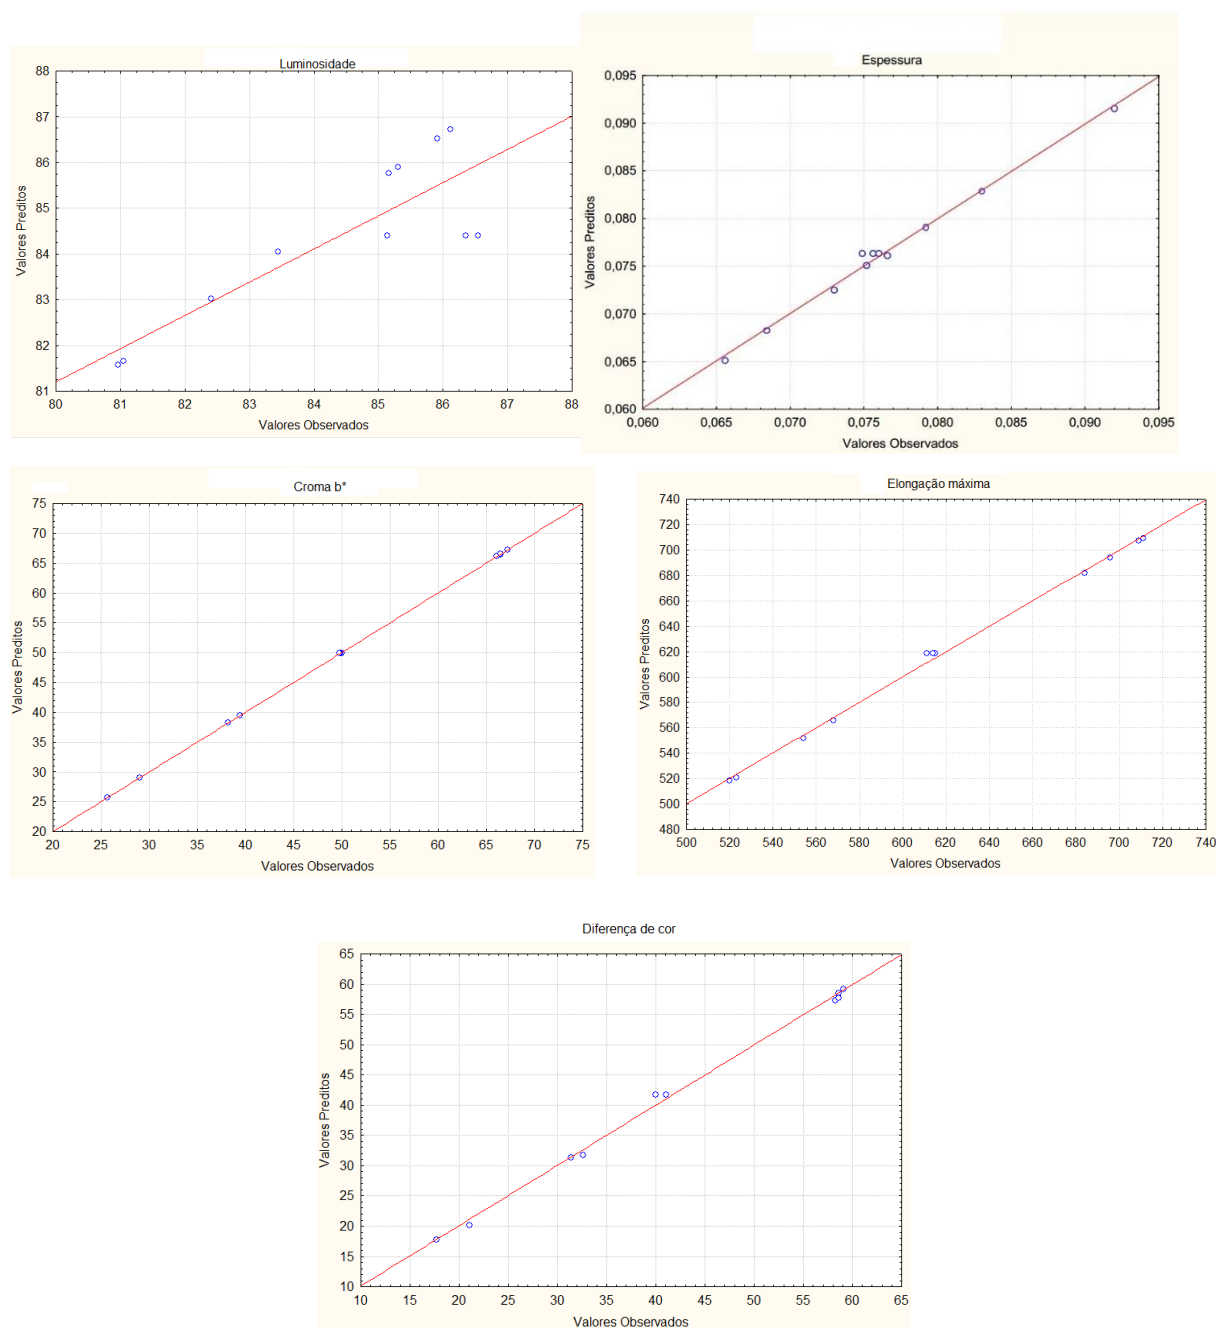 Luminosidade
88
87
86
85
84
83
82
81
Valores Preditos
80 81 82 83 84 85 86 87 88
Valores Observados
Espessura
0,095
0,090
0,085
0,080
0,075
0,070
0,065
0,060
Valores Preditos
0,060 0,065 0,070 0,075 0,080 0,085 0,090 0,095
Valores Observados
Croma b*
75
70
65
60
55
50
45
40
35
30
25
20
Valores Preditos
20 25 30 35 40 45 50 55 60 65 70 75
Valores Observados
Elongação máxima
740
720
700
680
660
640
620
600
580
560
540
520
500
480
Valores Preditos
500 520 540 560 580 600 620 640 660 680 700 720 740
Valores Observados
Diferença de cor
65
60
55
50
45
40
35
30
25
20
15
10
Valores Preditos
10 15 20 25 30 35 40 45 50 55 60 65
Valores Observados